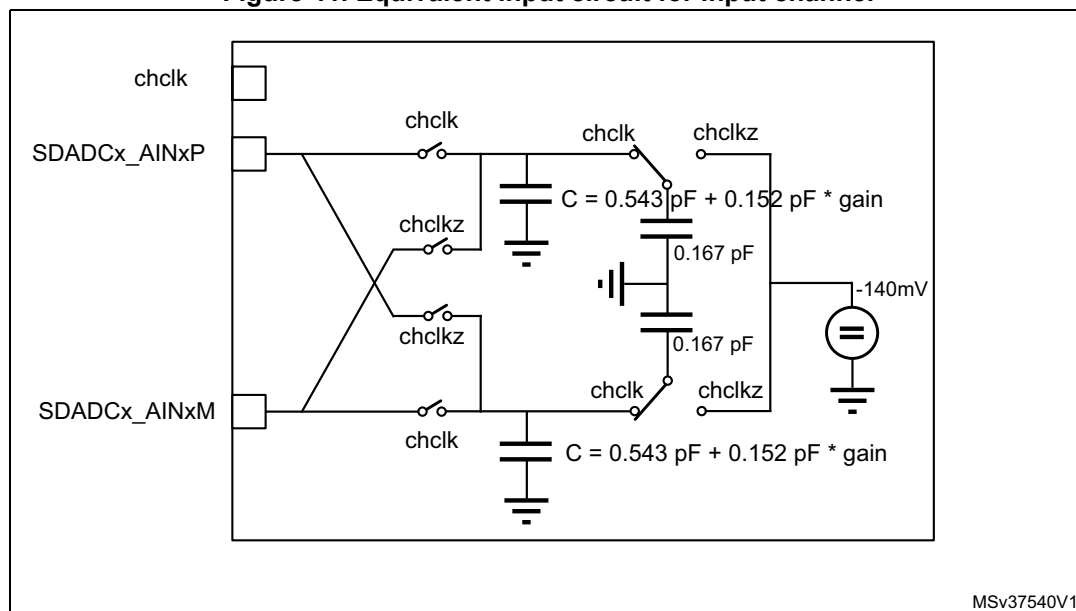 Figure 11. Equivalent input circuit for input channel
chclk
SDADCx_AINxP
chclk
chclk
chclkz
C = 0.543 pF + 0.152 pF * gain
chclkz
0.167 pF
-140mV
chclkz
0.167 pF
chclk
chclkz
SDADCx_AINxM
chclk
C = 0.543 pF + 0.152 pF * gain
MSv37540V1